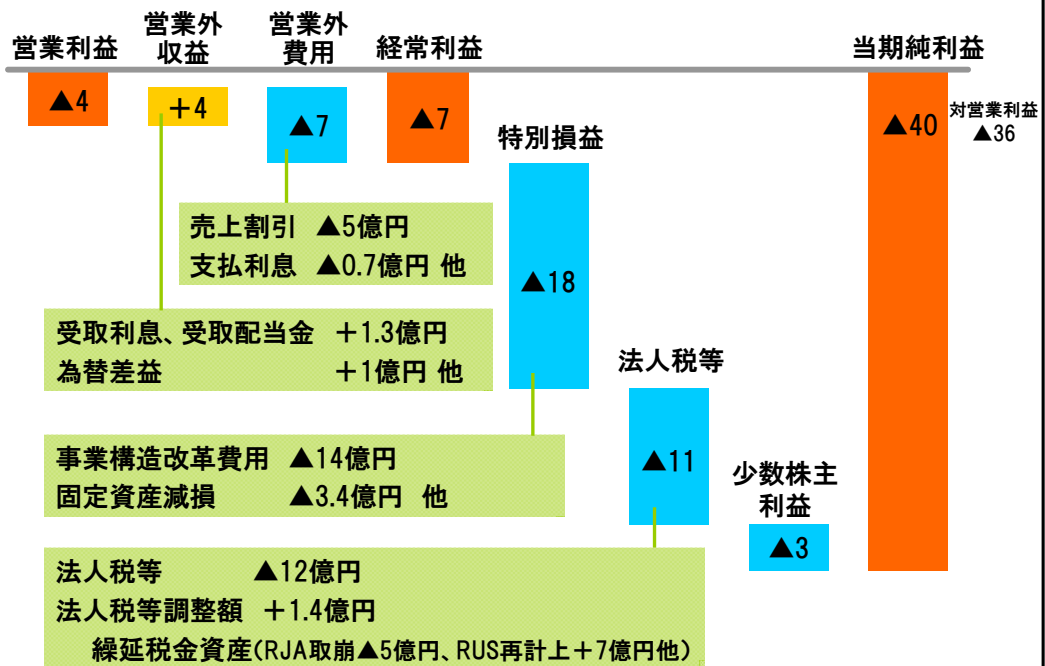 営業利益
営業外
収益
営業外
費用
経常利益
当期純利益
▲4
＋4
▲7
▲7
▲40
対営業利益
▲36
特別損益
売上割引 ▲5億円
支払利息 ▲0.7億円 他
▲18
受取利息、受取配当金 ＋1.3億円
為替差益 ＋1億円 他
法人税等
事業構造改革費用 ▲14億円
固定資産減損 ▲3.4億円 他
▲11
少数株主
利益
▲3
法人税等 ▲12億円
法人税等調整額 ＋1.4億円
繰延税金資産(RJA取崩▲5億円、RUS再計上＋7億円他)